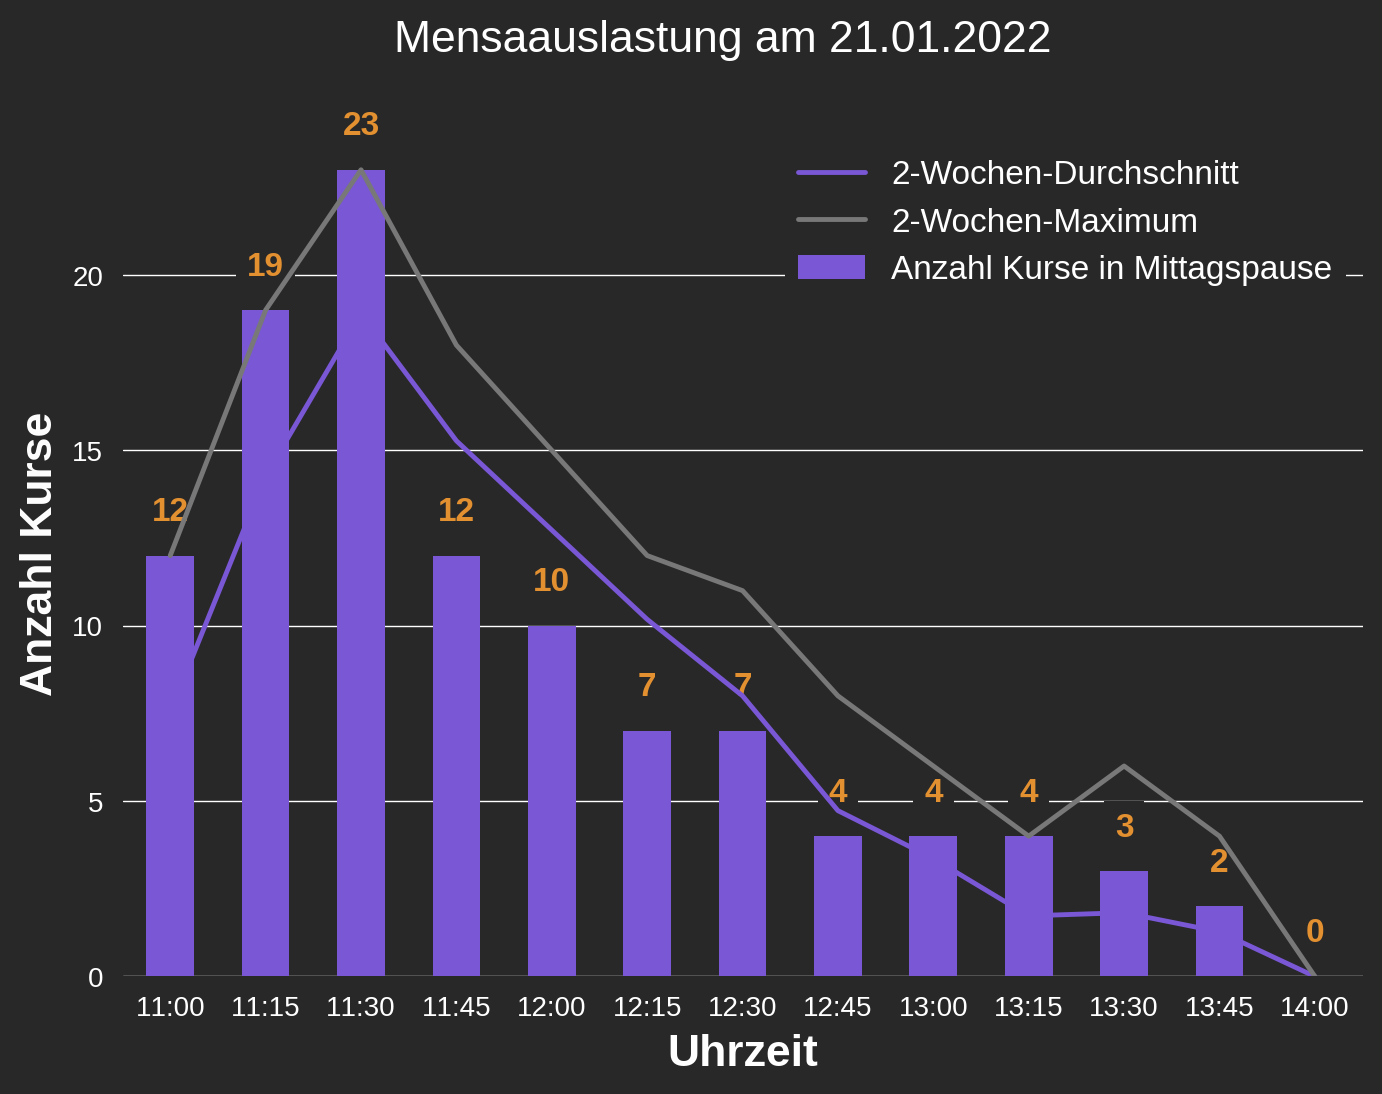 Mensaauslastung am 21.01.2022
2-Wochen-Durchschnitt
2-Wochen-Maximum
Anzahl Kurse in Mittagspause
Anzahl Kurse
20
15
10
5
0
12
19
23
12
10
7
7
4
4
4
3
2
0
11:00 11:15 11:30 11:45 12:00 12:15 12:30 12:45 13:00 13:15 13:30 13:45 14:00
Uhrzeit